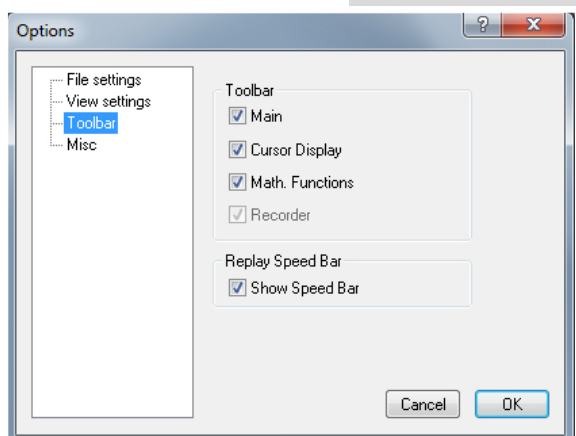 Options
File settings
View settings
Toolbar
Misc
Toolbar
Main
Cursor Display
Math. Functions
Recorder
Replay Speed Bar
Show Speed Bar
Cancel
OK